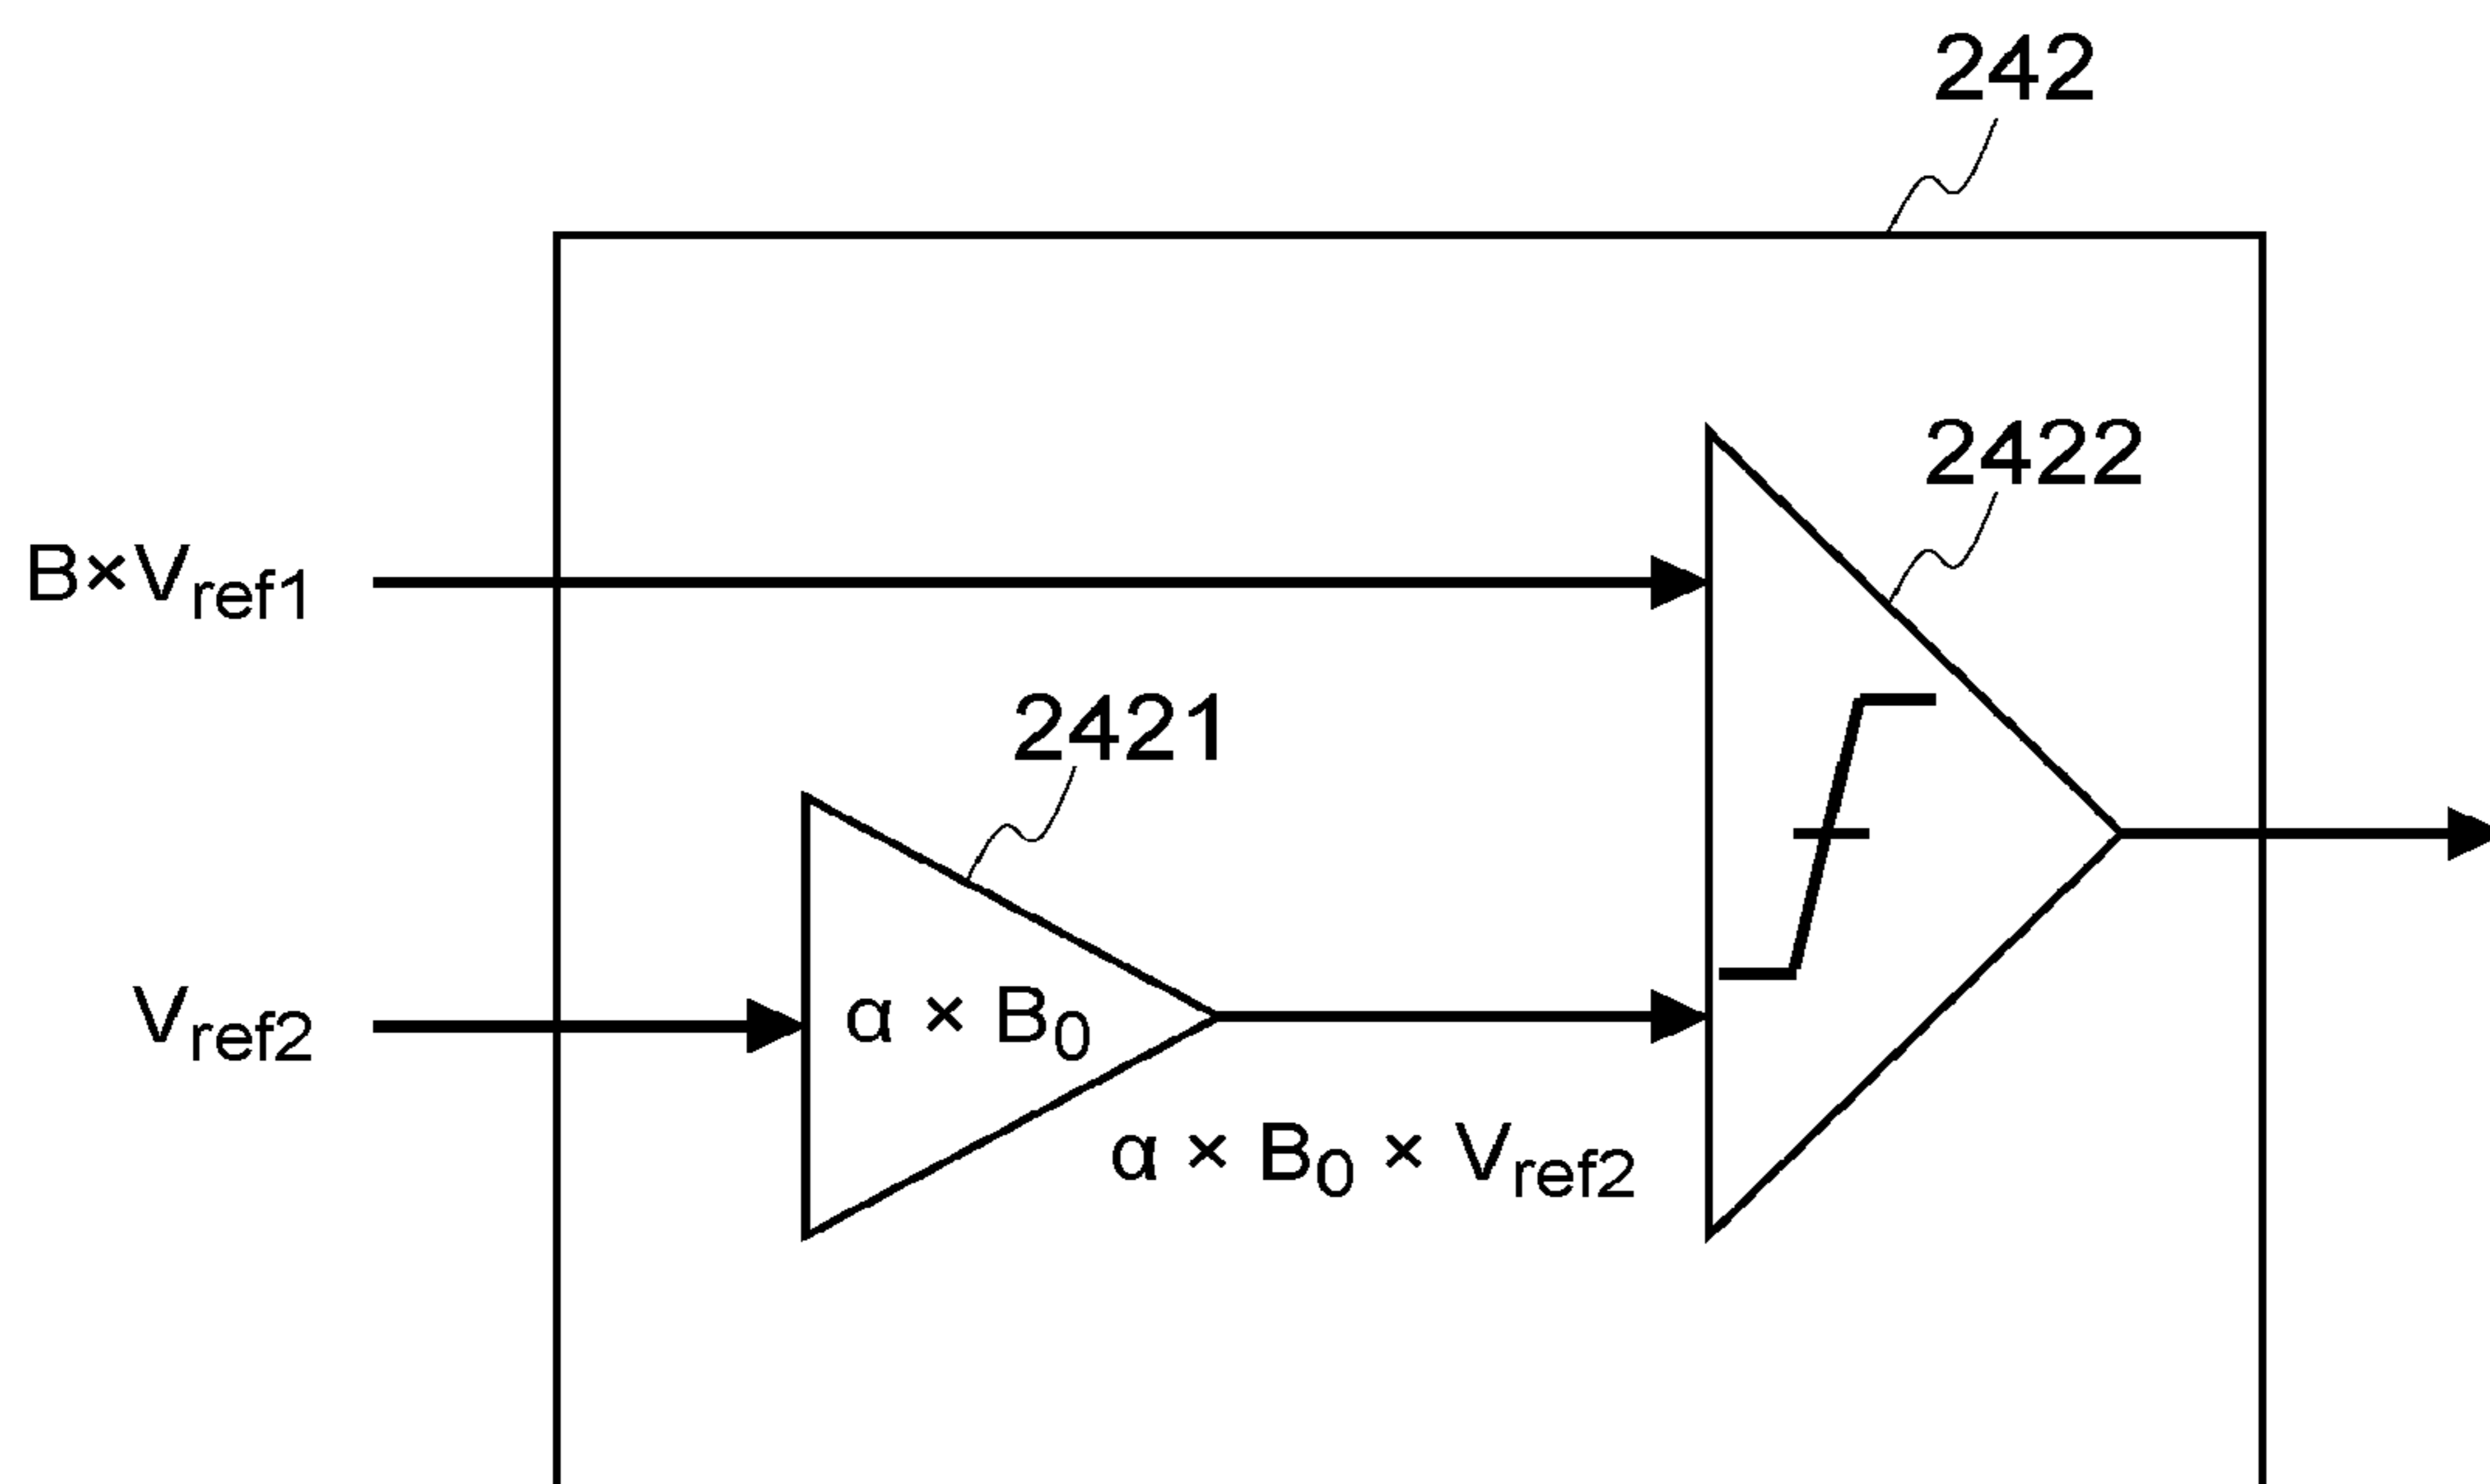 242
2422
B×Vref1
2421
Vref2
α × B0
α × B0 × Vref2